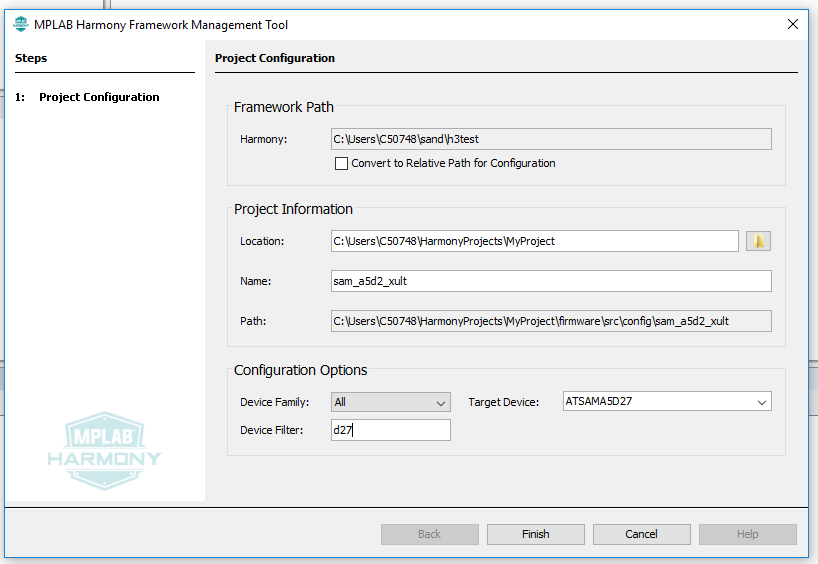 MPLAB Harmony Framework Management Tool
Steps
1: Project Configuration
MPLAB
HARMONY
Project Configuration
Framework Path
Harmony: C:\Users\C50748\sand\h3test
Convert to Relative Path for Configuration
Project Information
Location: C:\Users\C50748\HarmonyProjects\MyProject
Name: sam_a5d2_xult
Path: C:\Users\C50748\HarmonyProjects\MyProject\firmware\src\config\sam_a5d2_xult
Configuration Options
Device Family: All Target Device: ATSAMA5D27
Device Filter: d27
Back Finish Cancel Help